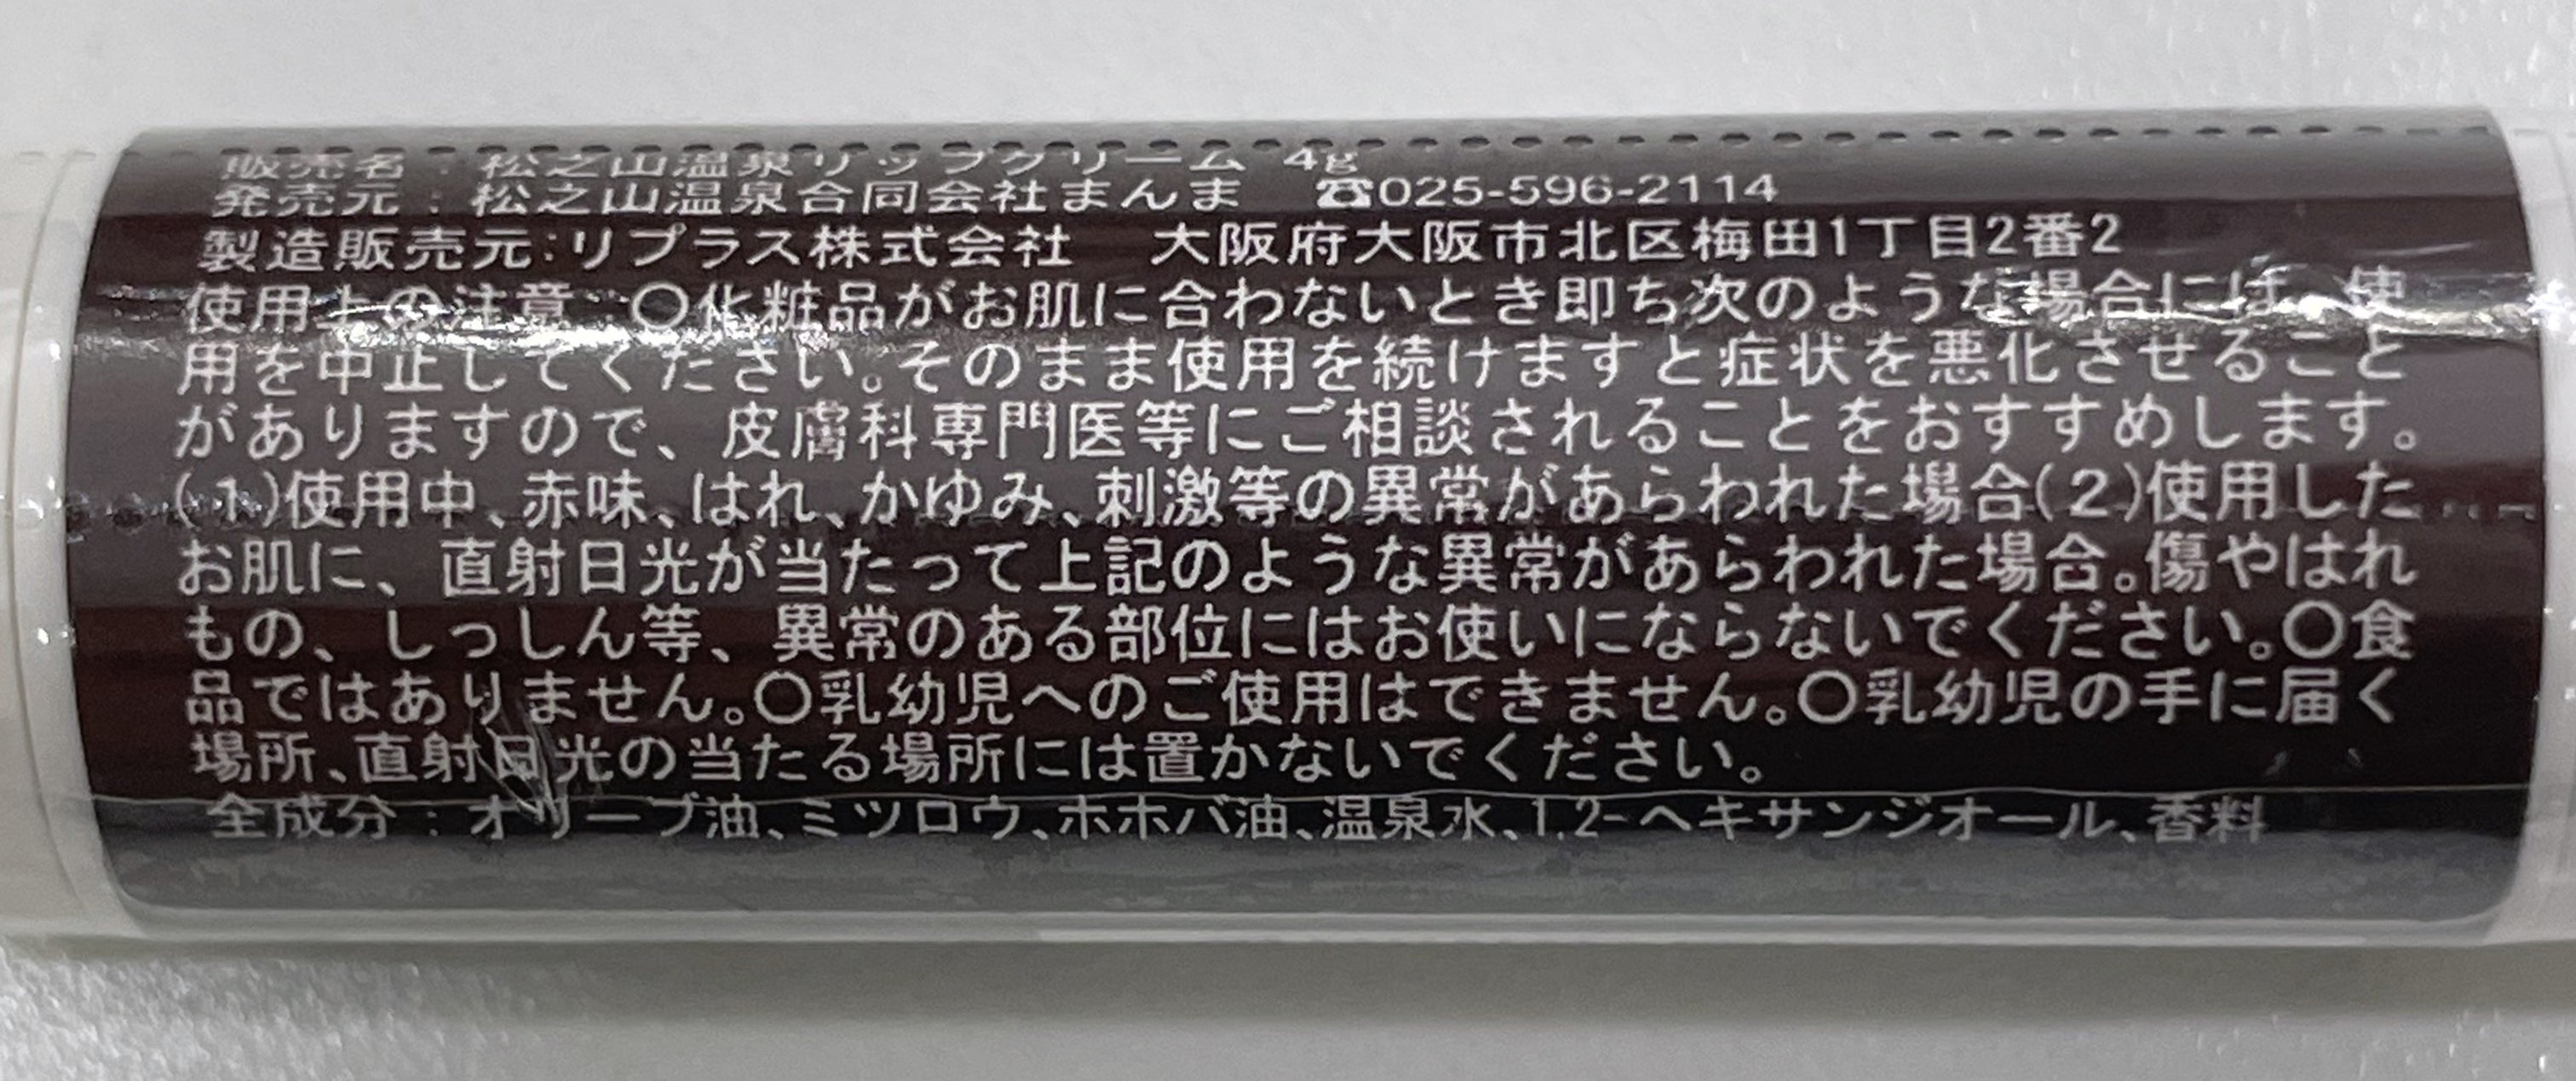 販売名：松之山温泉リップクリーム 4g
発売元：松之山温泉合同会社まんま ☎025-596-2114
製造販売元:リプラス株式会社 大阪府大阪市北区梅田1丁目2番2
使用上の注意：〇化粧品がお肌に合わないとき即ち次のような場合には、使
用を中止してください。そのまま使用を続けますと症状を悪化させること
がありますので、皮膚科専門医等にご相談されることをおすすめします。
(1)使用中、赤味、はれ、かゆみ、刺激等の異常があらわれた場合(2)使用した
お肌に、直射日光が当たって上記のような異常があらわれた場合。傷やはれ
もの、しっしん等、異常のある部位にはお使いにならないでください。〇食
品ではありません。〇乳幼児へのご使用はできません。〇乳幼児の手に届く
場所、直射日光の当たる場所には置かないでください。
全成分：オリーブ油、ミツロウ、ホホバ油、温泉水、1,2-ヘキサンジオール、香料